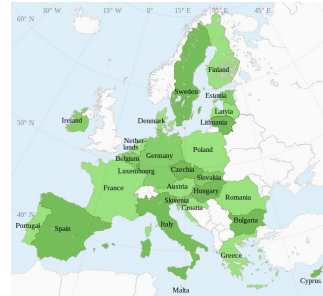 30° W
15° W
0°
15° E
30° E
45° E
60° N
Finland
Sweden
Estonia
Latvia
Lithuania
Denmark
Ireland
50° N
Nether-
lands
Belgium
Germany
Poland
Luxembourg
Czechia
Slovakia
France
Austria
Hungary
Slovenia
Croatia
Romania
40° N
Portugal
Spain
Italy
Bulgaria
Greece
Malta
Cyprus